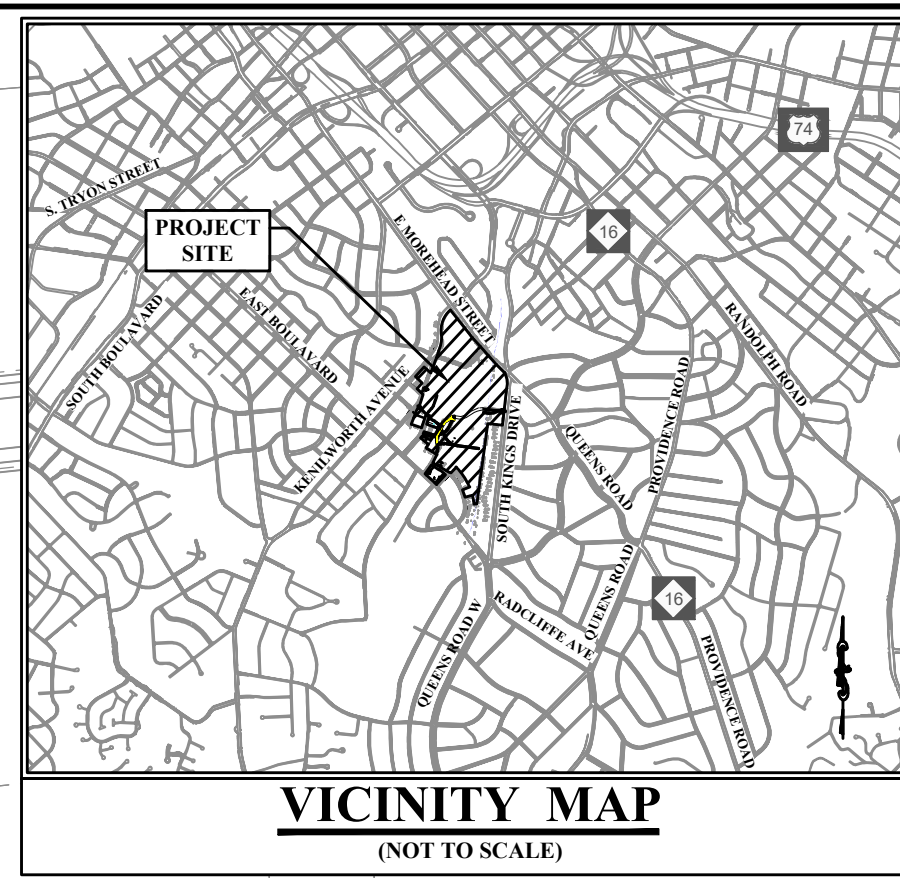 74
S. TRYON STREET
PROJECT
SITE
16
E MOREHEAD STREET
EAST BOULAVARD
SOUTH BOULAVARD
RANDOLPH ROAD
KENILWORTH AVENUE
PROVIDENCE ROAD
SOUTH KINGS DRIVE
QUEENS ROAD
QUEENS ROAD
16
RADCLIFFE AVE
QUEENS ROAD W
PROVIDENCE ROAD
VICINITY MAP
(NOT TO SCALE)